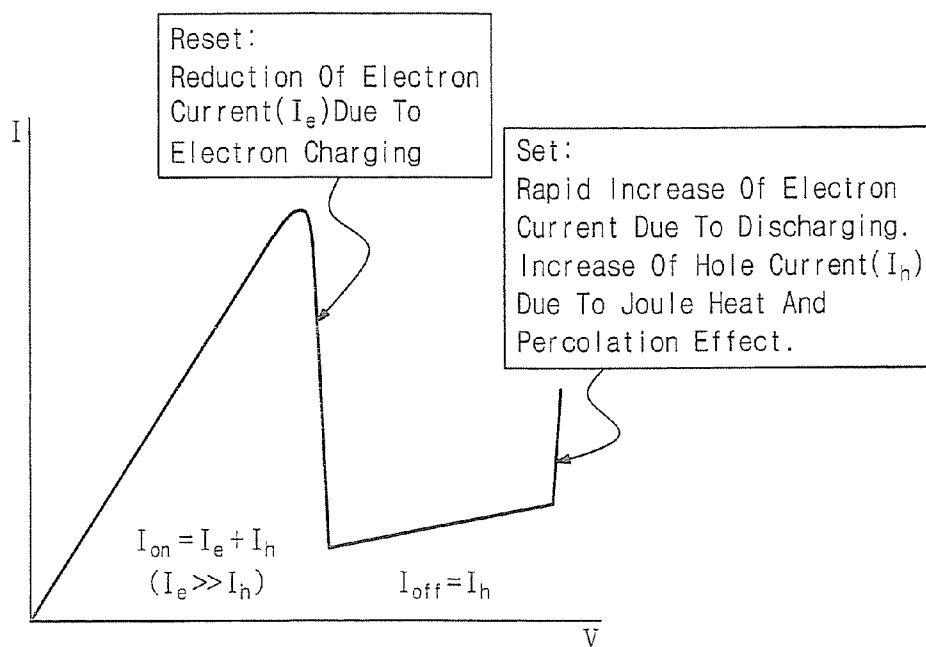 Reset:
Reduction Of Electron
Current(Ie)Due To
Electron Charging
I
Set:
Rapid Increase Of Electron
Current Due To Discharging.
Increase Of Hole Current(Ih)
Due To Joule Heat And
Percolation Effect.
Ion=Ie+Ih
(Ie>>Ih)
Ioff=Ih
V